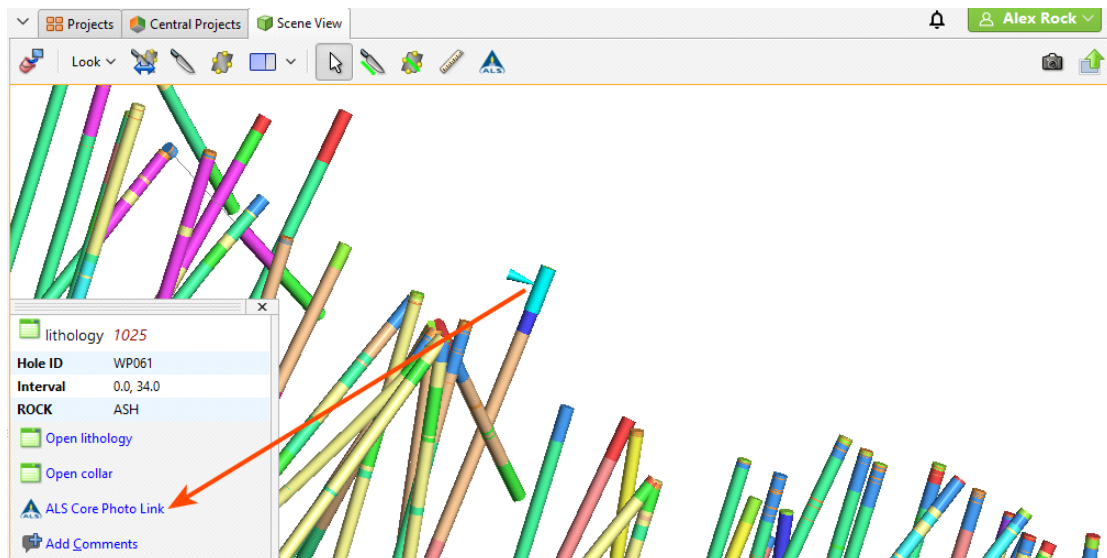 Projects
Central Projects
Scene View
Alex Rock
Look
ALS
lithology 1025
Hole ID WP061
Interval 0.0, 34.0
ROCK ASH
Open lithology
Open collar
ALS Core Photo Link
Add Comments